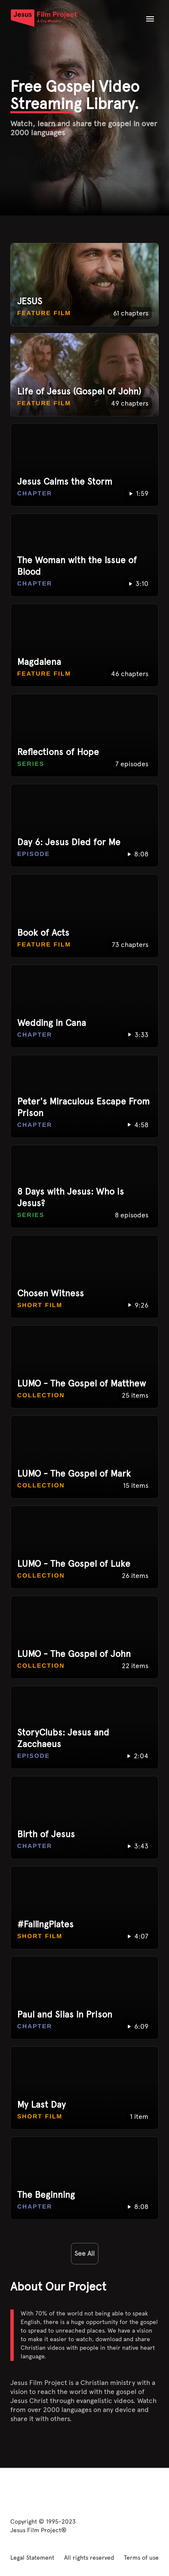 Jesus Film Project
A Cru Ministry
Free Gospel Video
Streaming Library.
Watch, learn and share the gospel in over
2000 languages
JESUS
FEATURE FILM 61 chapters
Life of Jesus (Gospel of John)
FEATURE FILM 49 chapters
Jesus Calms the Storm
CHAPTER 1:59
The Woman with the Issue of
Blood
CHAPTER 3:10
Magdalena
FEATURE FILM 46 chapters
Reflections of Hope
SERIES 7 episodes
Day 6: Jesus Died for Me
EPISODE 8:08
Book of Acts
FEATURE FILM 73 chapters
Wedding in Cana
CHAPTER 3:33
Peter's Miraculous Escape From
Prison
CHAPTER 4:58
8 Days with Jesus: Who is
Jesus?
SERIES 8 episodes
Chosen Witness
SHORT FILM 9:26
LUMO - The Gospel of Matthew
COLLECTION 25 items
LUMO - The Gospel of Mark
COLLECTION 15 items
LUMO - The Gospel of Luke
COLLECTION 26 items
LUMO - The Gospel of John
COLLECTION 22 items
StoryClubs: Jesus and
Zacchaeus
EPISODE 2:04
Birth of Jesus
CHAPTER 3:43
#FallingPlates
SHORT FILM 4:07
Paul and Silas in Prison
CHAPTER 6:09
My Last Day
SHORT FILM 1 item
The Beginning
CHAPTER 8:08
See All
About Our Project
With 70% of the world not being able to speak
English, there is a huge opportunity for the gospel
to spread to unreached places. We have a vision
to make it easier to watch, download and share
Christian videos with people in their native heart
language.
Jesus Film Project is a Christian ministry with a
vision to reach the world with the gospel of
Jesus Christ through evangelistic videos. Watch
from over 2000 languages on any device and
share it with others.
Copyright © 1995-2023
Jesus Film Project®
Legal Statement All rights reserved Terms of use